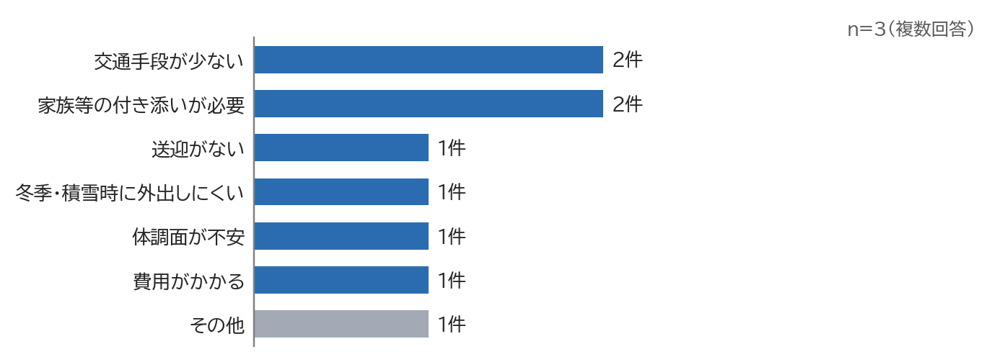 n=3（複数回答）
交通手段が少ない 2件
家族等の付き添いが必要 2件
送迎がない 1件
冬季・積雪時に外出しにくい 1件
体調面が不安 1件
費用がかかる 1件
その他 1件